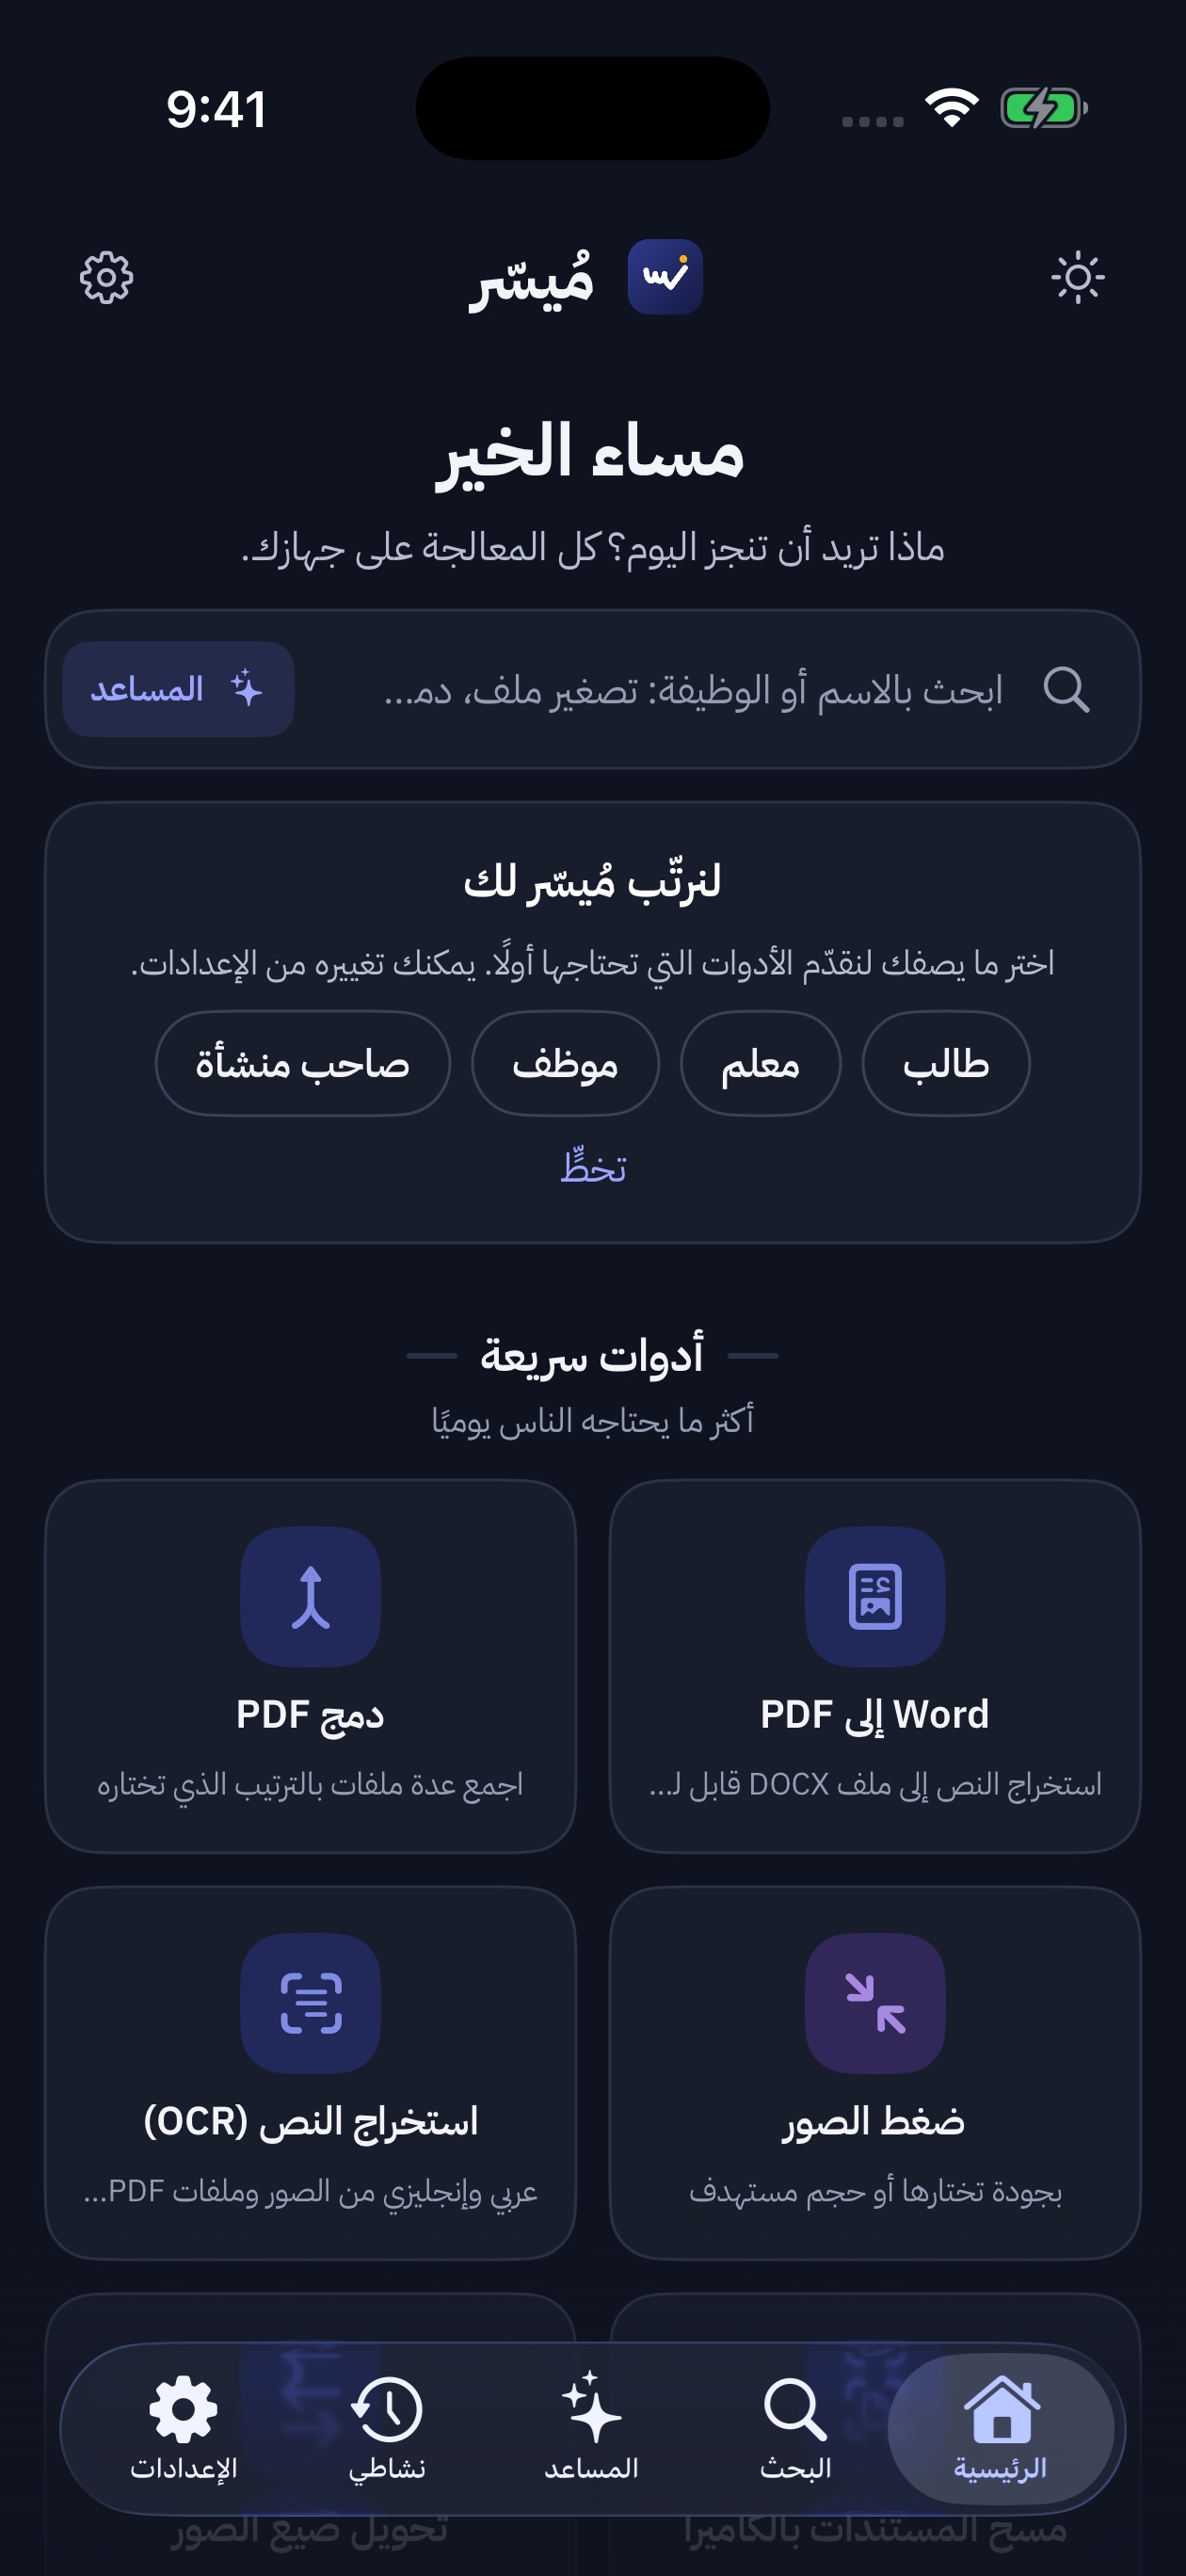 9:41
مُيسّر
مساء الخير
ماذا تريد أن تنجز اليوم؟ كل المعالجة على جهازك.
ابحث بالاسم أو الوظيفة: تصغير ملف، دم...
المساعد
لنرتّب مُيسّر لك
اختر ما يصفك لنقدّم الأدوات التي تحتاجها أولًا. يمكنك تغييره من الإعدادات.
طالب
معلم
موظف
صاحب منشأة
تخطٍّ
أدوات سريعة
أكثر ما يحتاجه الناس يوميًا
Word إلى PDF
استخراج النص إلى ملف DOCX قابل لـ...
دمج PDF
اجمع عدة ملفات بالترتيب الذي تختاره
ضغط الصور
بجودة تختارها أو حجم مستهدف
استخراج النص (OCR)
عربي وإنجليزي من الصور وملفات PDF...
مسح المستندات بالكاميرا
تحويل صيغ الصور
الرئيسية
البحث
المساعد
نشاطي
الإعدادات